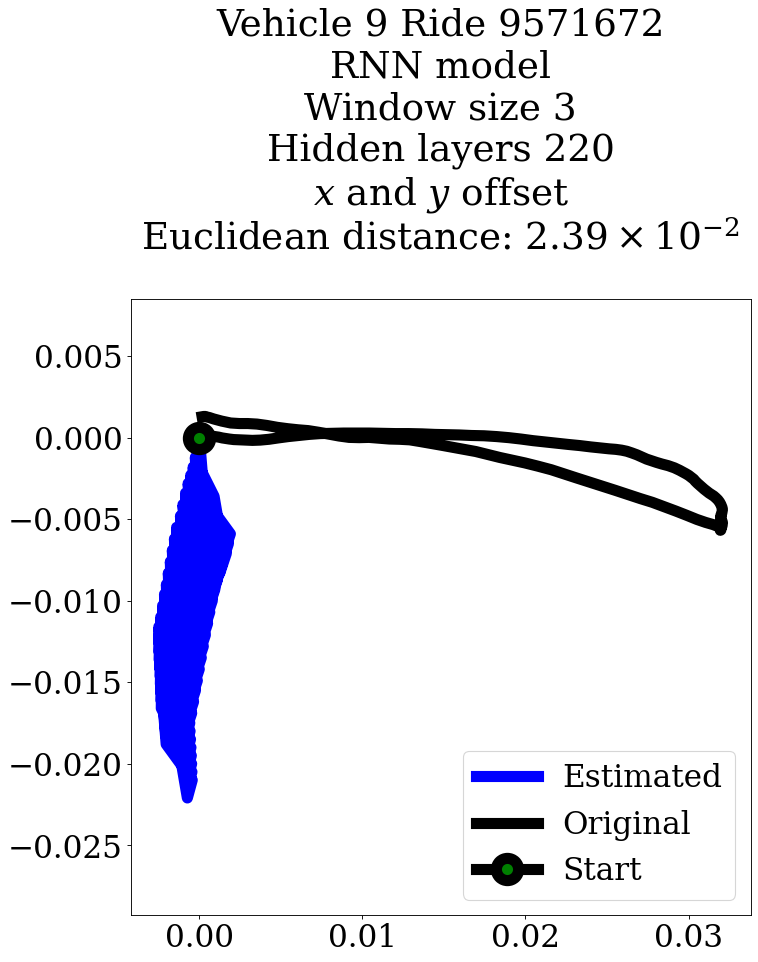 Vehicle 9 Ride 9571672
RNN model
Window size 3
Hidden layers 220
x and y offset
Euclidean distance: 2.39 × 10⁻²
0.005
0.000
−0.005
−0.010
−0.015
−0.020
−0.025
Estimated
Original
Start
0.00 0.01 0.02 0.03